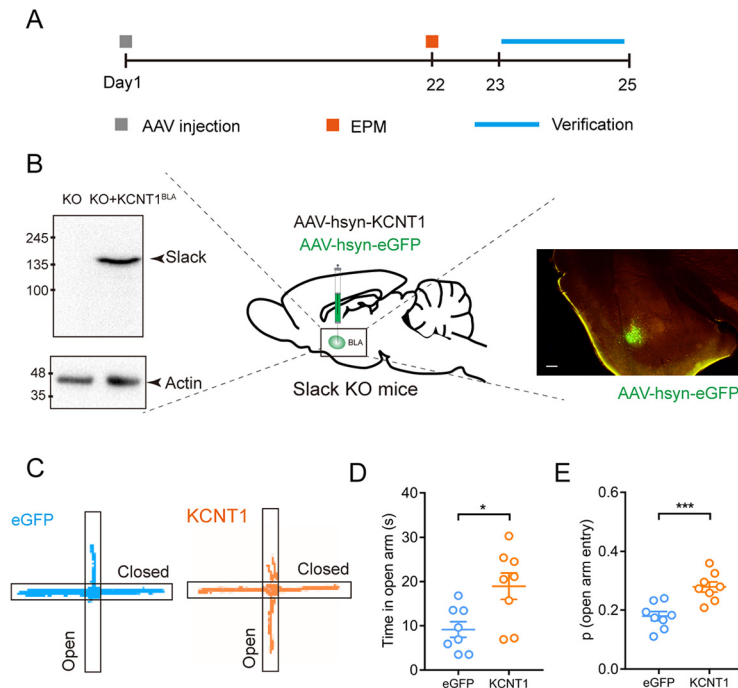 A
Day1
22
23
25
AAV injection
EPM
Verification
B
KO KO+KCNT1BLA
245
135
100
Slack
48
35
Actin
AAV-hsyn-KCNT1
AAV-hsyn-eGFP
BLA
Slack KO mice
AAV-hsyn-eGFP
C
eGFP
Closed
Open
KCNT1
Closed
Open
D
Time in open arm (s)
40
30
20
10
0
*
eGFP
KCNT1
E
p (open arm entry)
0.6
0.4
0.2
0.0
***
eGFP
KCNT1